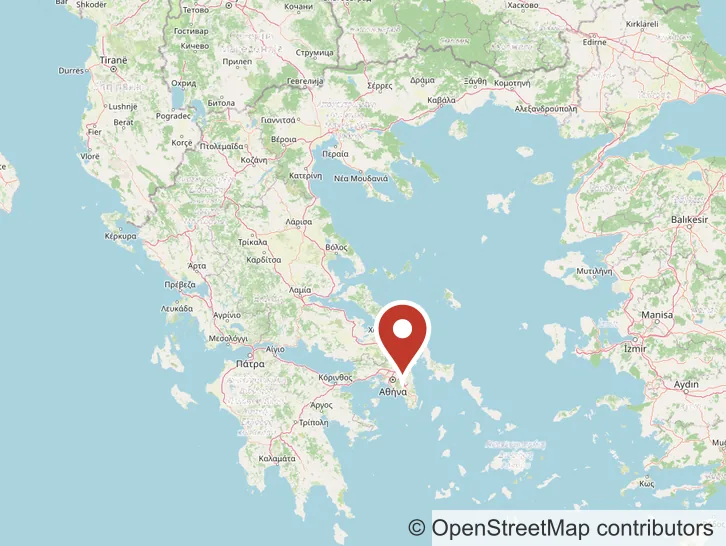 Shkodër
Кочани
Хасково
Kırklareli
Тетово
Гостивар
Кичево
Струмица
Edirne
Tiranë
Прилеп
Durrës
Охрид
Гевгелија
Σέρρες
Δράμα
Ξάνθη
Κομοτηνή
Lushnjë
Битола
Καβάλα
Αλεξανδρούπολη
Berat
Pogradec
Γιαννιτσά
Fier
Vlorë
Korçë
Πτολεμαΐδα
Βέροια
Περαία
Κοζάνη
Κατερίνη
Νέα Μουδανιά
Κέρκυρα
Λάρισα
Balıkesir
Τρίκαλα
Βόλος
Άρτα
Καρδίτσα
Μυτιλήνη
Πρέβεζα
Λαμία
Λευκάδα
Αγρίνιο
Manisa
Μεσολόγγι
Αίγιο
İzmir
Πάτρα
Κόρινθος
Αθήνα
Aydın
Άργος
Τρίπολη
Καλαμάτα
Κως
© OpenStreetMap contributors